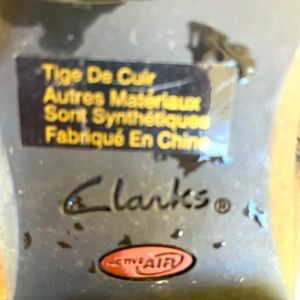 Tige De Cuir
Autres Matériaux
Sont Synthétiques
Fabriqué En Chine
Clarks®
ACTIVE AIR